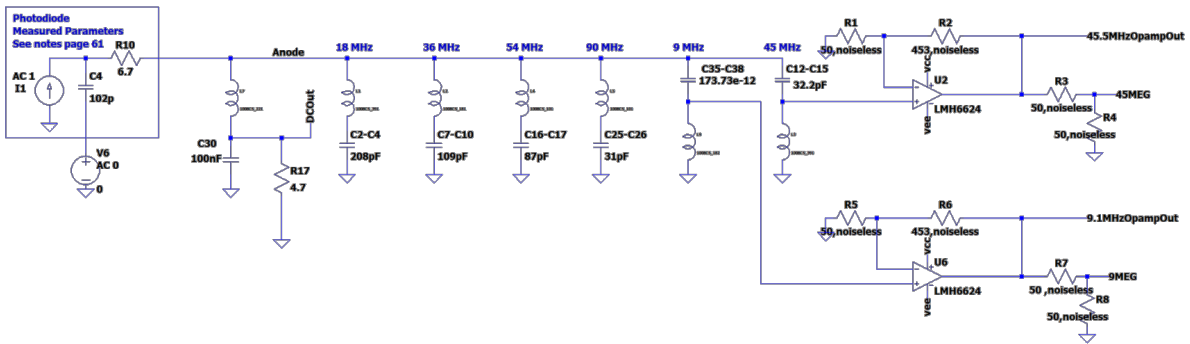 Photodiode
Measured Parameters
See notes page 61
R10
6.7
AC 1
I1
C4
102p
V6
AC 0
0
Anode
C30
100nF
DCOut
R17
4.7
18 MHz
C2-C4
208pF
36 MHz
C7-C10
109pF
54 MHz
C16-C17
87pF
90 MHz
C25-C26
31pF
9 MHz
C35-C38
173.73e-12
45 MHz
C12-C15
32.2pF
R1
50,noiseless
R2
453,noiseless
vcc
U2
LMH6624
vee
45.5MHzOpampOut
R3
50,noiseless
45MEG
R4
50,noiseless
R5
50,noiseless
R6
453,noiseless
vcc
U6
LMH6624
vee
9.1MHzOpampOut
R7
50 ,noiseless
9MEG
R8
50,noiseless